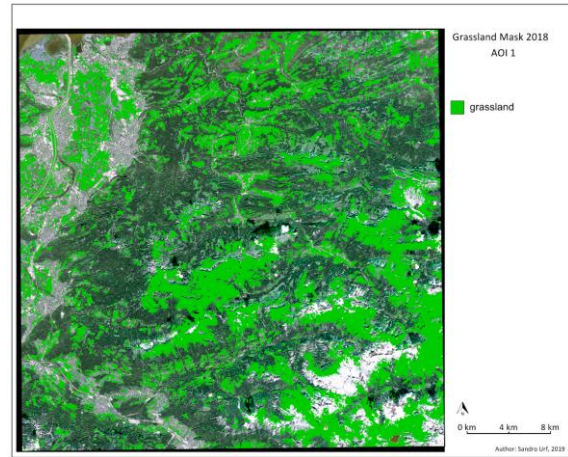 Grassland Mask 2018
AOI 1
grassland
0 km 4 km 8 km
Author: Sandro Urf, 2019